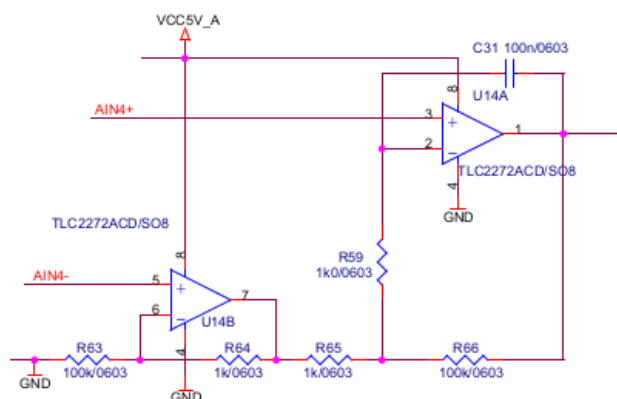 VCC5V_A
C31 100n/0603
8
U14A
AIN4+
3
+
1
2
−
TLC2272ACD/SO8
4
GND
TLC2272ACD/SO8
R59
1k0/0603
8
AIN4-
5
+
7
6
−
U14B
4
R63
R64
R65
R66
100k/0603
1k/0603
1k/0603
100k/0603
GND
GND